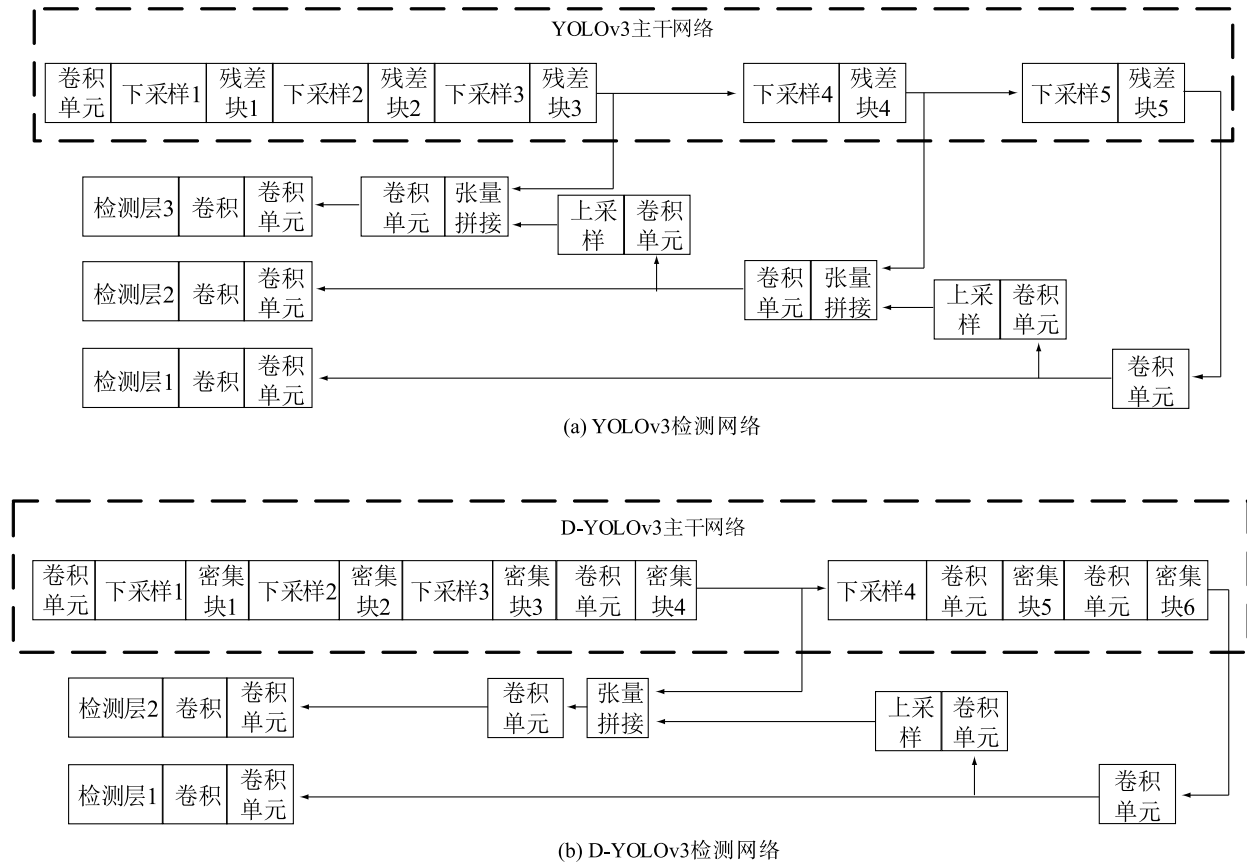 YOLOv3主干网络
卷积
单元
下采样1
残差
块1
下采样2
残差
块2
下采样3
残差
块3
下采样4
残差
块4
下采样5
残差
块5
检测层3
卷积
卷积
单元
卷积
单元
张量
拼接
上采
样
卷积
单元
检测层2
卷积
卷积
单元
卷积
单元
张量
拼接
上采
样
卷积
单元
检测层1
卷积
卷积
单元
卷积
单元
(a) YOLOv3检测网络
D-YOLOv3主干网络
卷积
单元
下采样1
密集
块1
下采样2
密集
块2
下采样3
密集
块3
卷积
单元
密集
块4
下采样4
卷积
单元
密集
块5
卷积
单元
密集
块6
检测层2
卷积
卷积
单元
卷积
单元
张量
拼接
上采
样
卷积
单元
检测层1
卷积
卷积
单元
卷积
单元
(b) D-YOLOv3检测网络